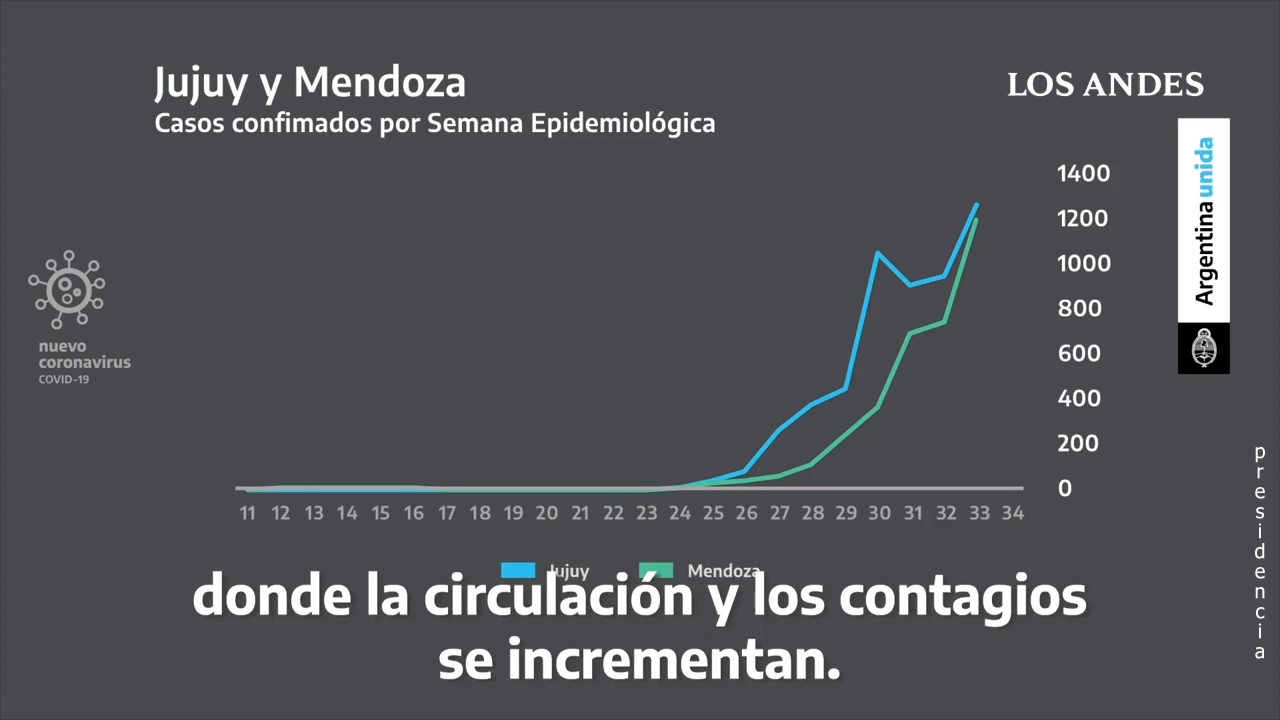 Jujuy y Mendoza
Casos confimados por Semana Epidemiológica
LOS ANDES
Argentina unida
nuevo
coronavirus
COVID-19
1400
1200
1000
800
600
400
200
0
11 12 13 14 15 16 17 18 19 20 21 22 23 24 25 26 27 28 29 30 31 32 33 34
Jujuy Mendoza
donde la circulación y los contagios
se incrementan.
presidencia